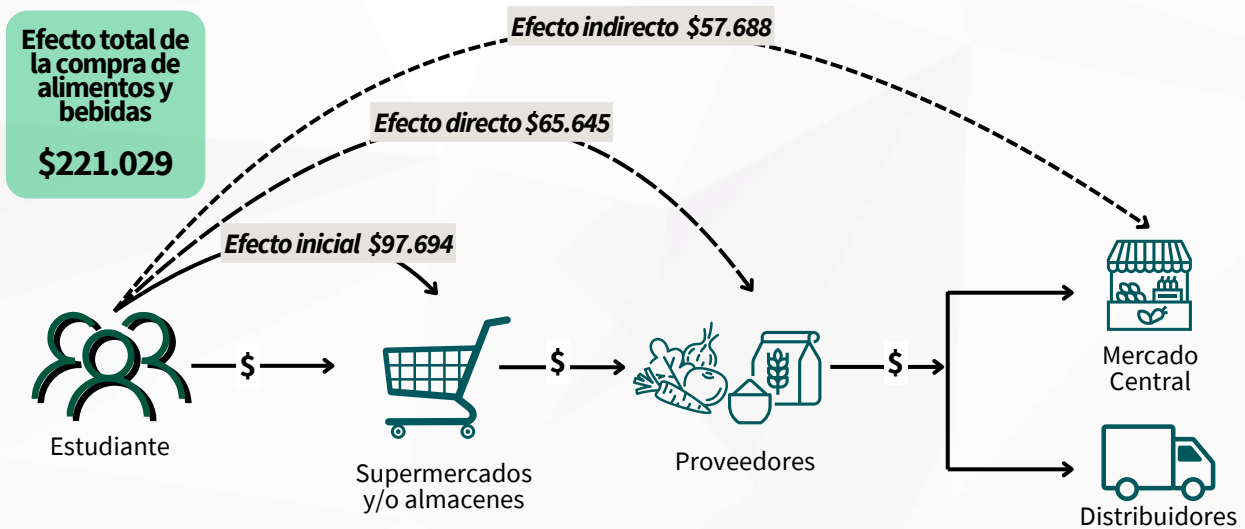 Efecto total de
la compra de
alimentos y
bebidas
$221.029
Efecto indirecto $57.688
Efecto directo $65.645
Efecto inicial $97.694
$
$
$
Estudiante
Supermercados
y/o almacenes
Proveedores
Mercado
Central
Distribuidores